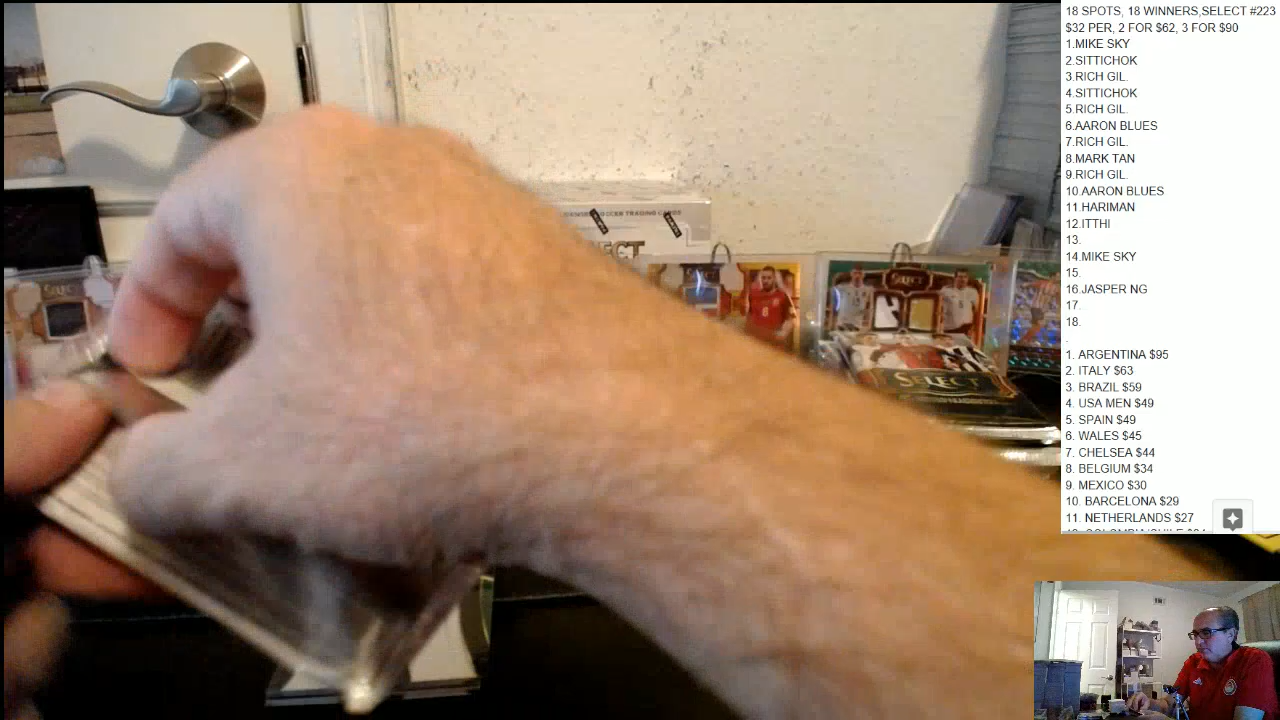 18 SPOTS, 18 WINNERS,SELECT #223
$32 PER, 2 FOR $62, 3 FOR $90
1.MIKE SKY
2.SITTICHOK
3.RICH GIL.
4.SITTICHOK
5 RICH GIL.
6.AARON BLUES
7.RICH GIL.
8.MARK TAN
9.RICH GIL.
10.AARON BLUES
11 HARIMAN
12.ITTHI
13.
14.MIKE SKY
15.
16.JASPER NG
17.
18.
.
1. ARGENTINA $95
2. ITALY $63
3. BRAZIL $59
4. USA MEN $49
5. SPAIN $49
6. WALES $45
7. CHELSEA $44
8. BELGIUM $34
9. MEXICO $30
10. BARCELONA $29
11. NETHERLANDS $27
SOCCER TRADING CARDS
SELECT
SELECT